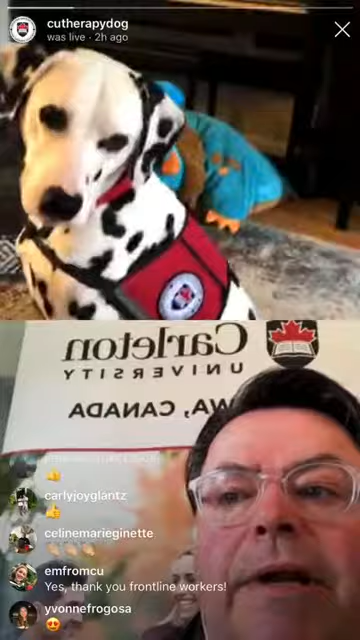 cutherapydog
was live · 2h ago
Carleton
UNIVERSITY
WA, CANADA
carlyjoyglantz
celinemarieginette
emfromcu
Yes, thank you frontline workers!
yvonnefrogosa